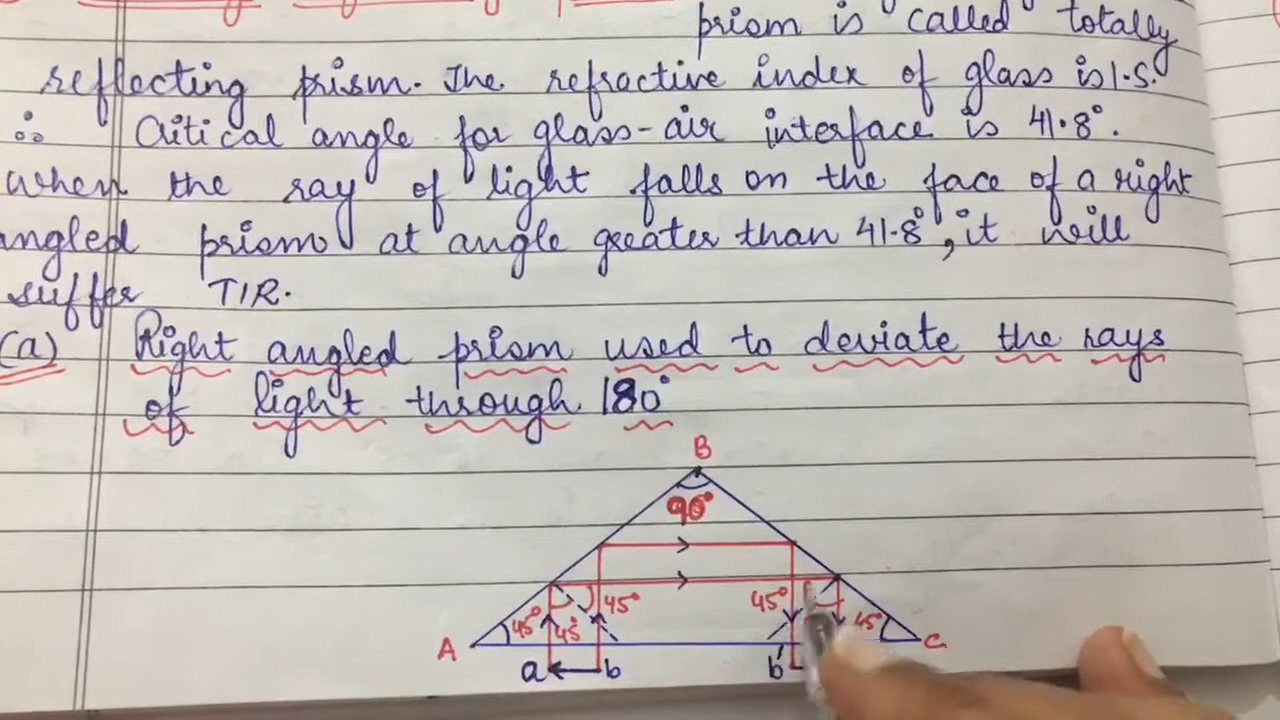 prism is called totally
reflecting prism. The refractive index of glass is 1.5.
∴ Critical angle for glass-air interface is 41.8°.
when the ray of light falls on the face of a right
angled prism at angle greater than 41.8°, it will
suffer TIR.
(a) Right angled prism used to deviate the rays
of light through 180°
B
90°
45° 45° 45° 45° 45°
A C
a b b'